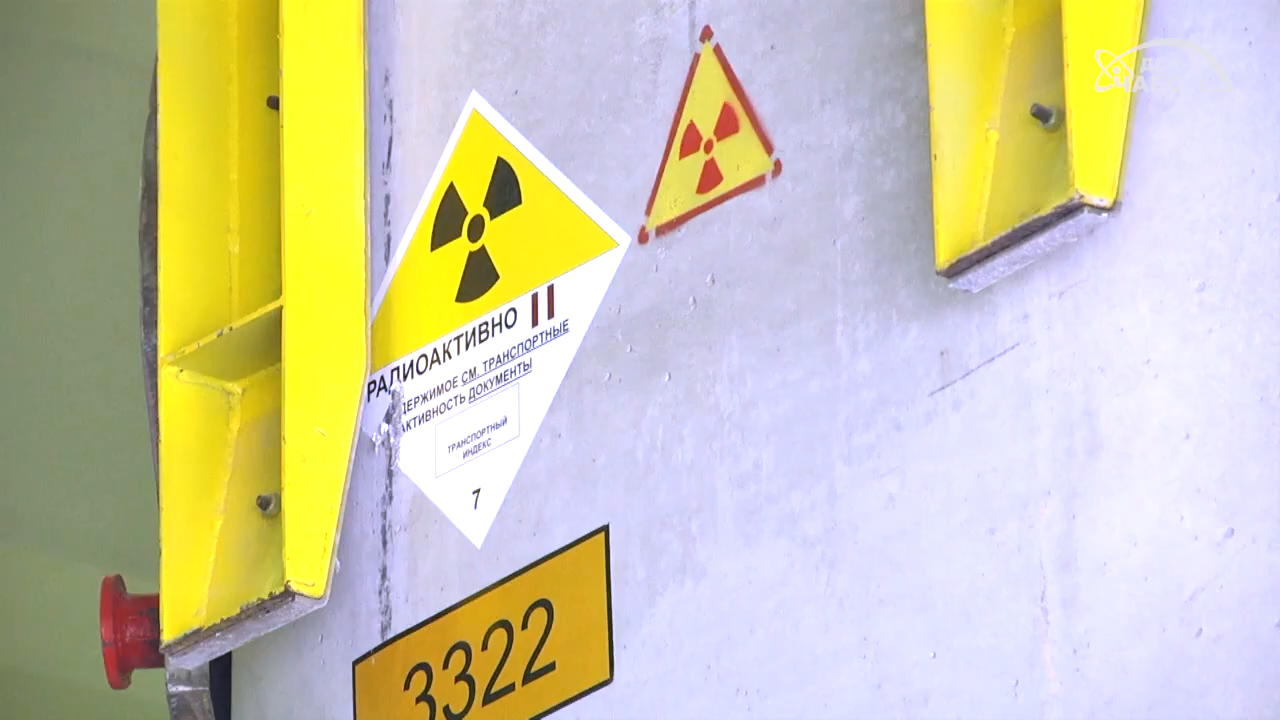 РАДИОАКТИВНО II
ДЕРЖИМОЕ СМ. ТРАНСПОРТНЫЕ
АКТИВНОСТЬ ДОКУМЕНТЫ
ТРАНСПОРТНЫЙ
ИНДЕКС
7
3322